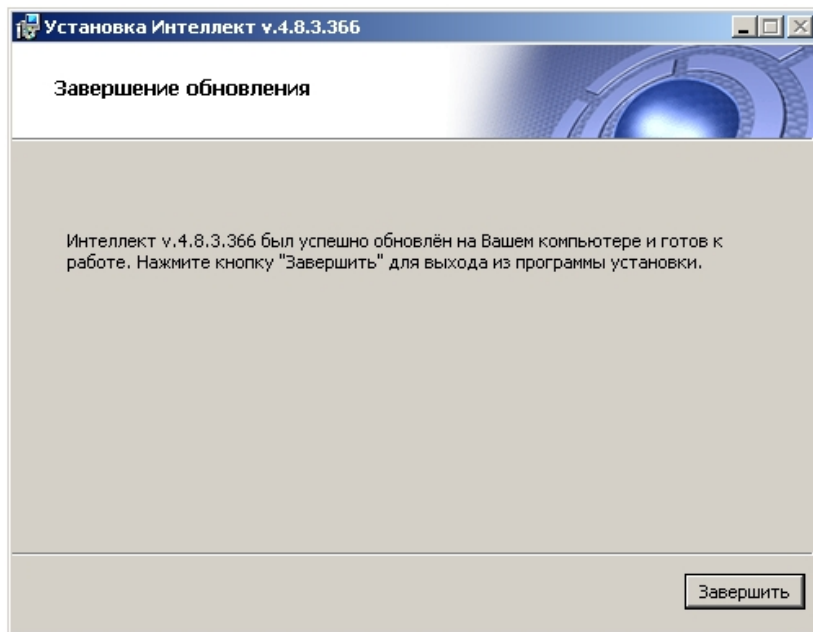 Установка Интеллект v.4.8.3.366
Завершение обновления
Интеллект v.4.8.3.366 был успешно обновлён на Вашем компьютере и готов к
работе. Нажмите кнопку "Завершить" для выхода из программы установки.
Завершить